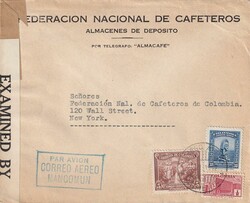 FEDERACION NACIONAL DE CAFETEROS
ALMACENES DE DEPOSITO
POR TELEGRAFO: "ALMACAFE"
EXAMINED BY
Señores
Federación Nal. de Cafeteros de Colombia.
120 Wall Street.
New York.
PAR AVION
CORREO AEREO